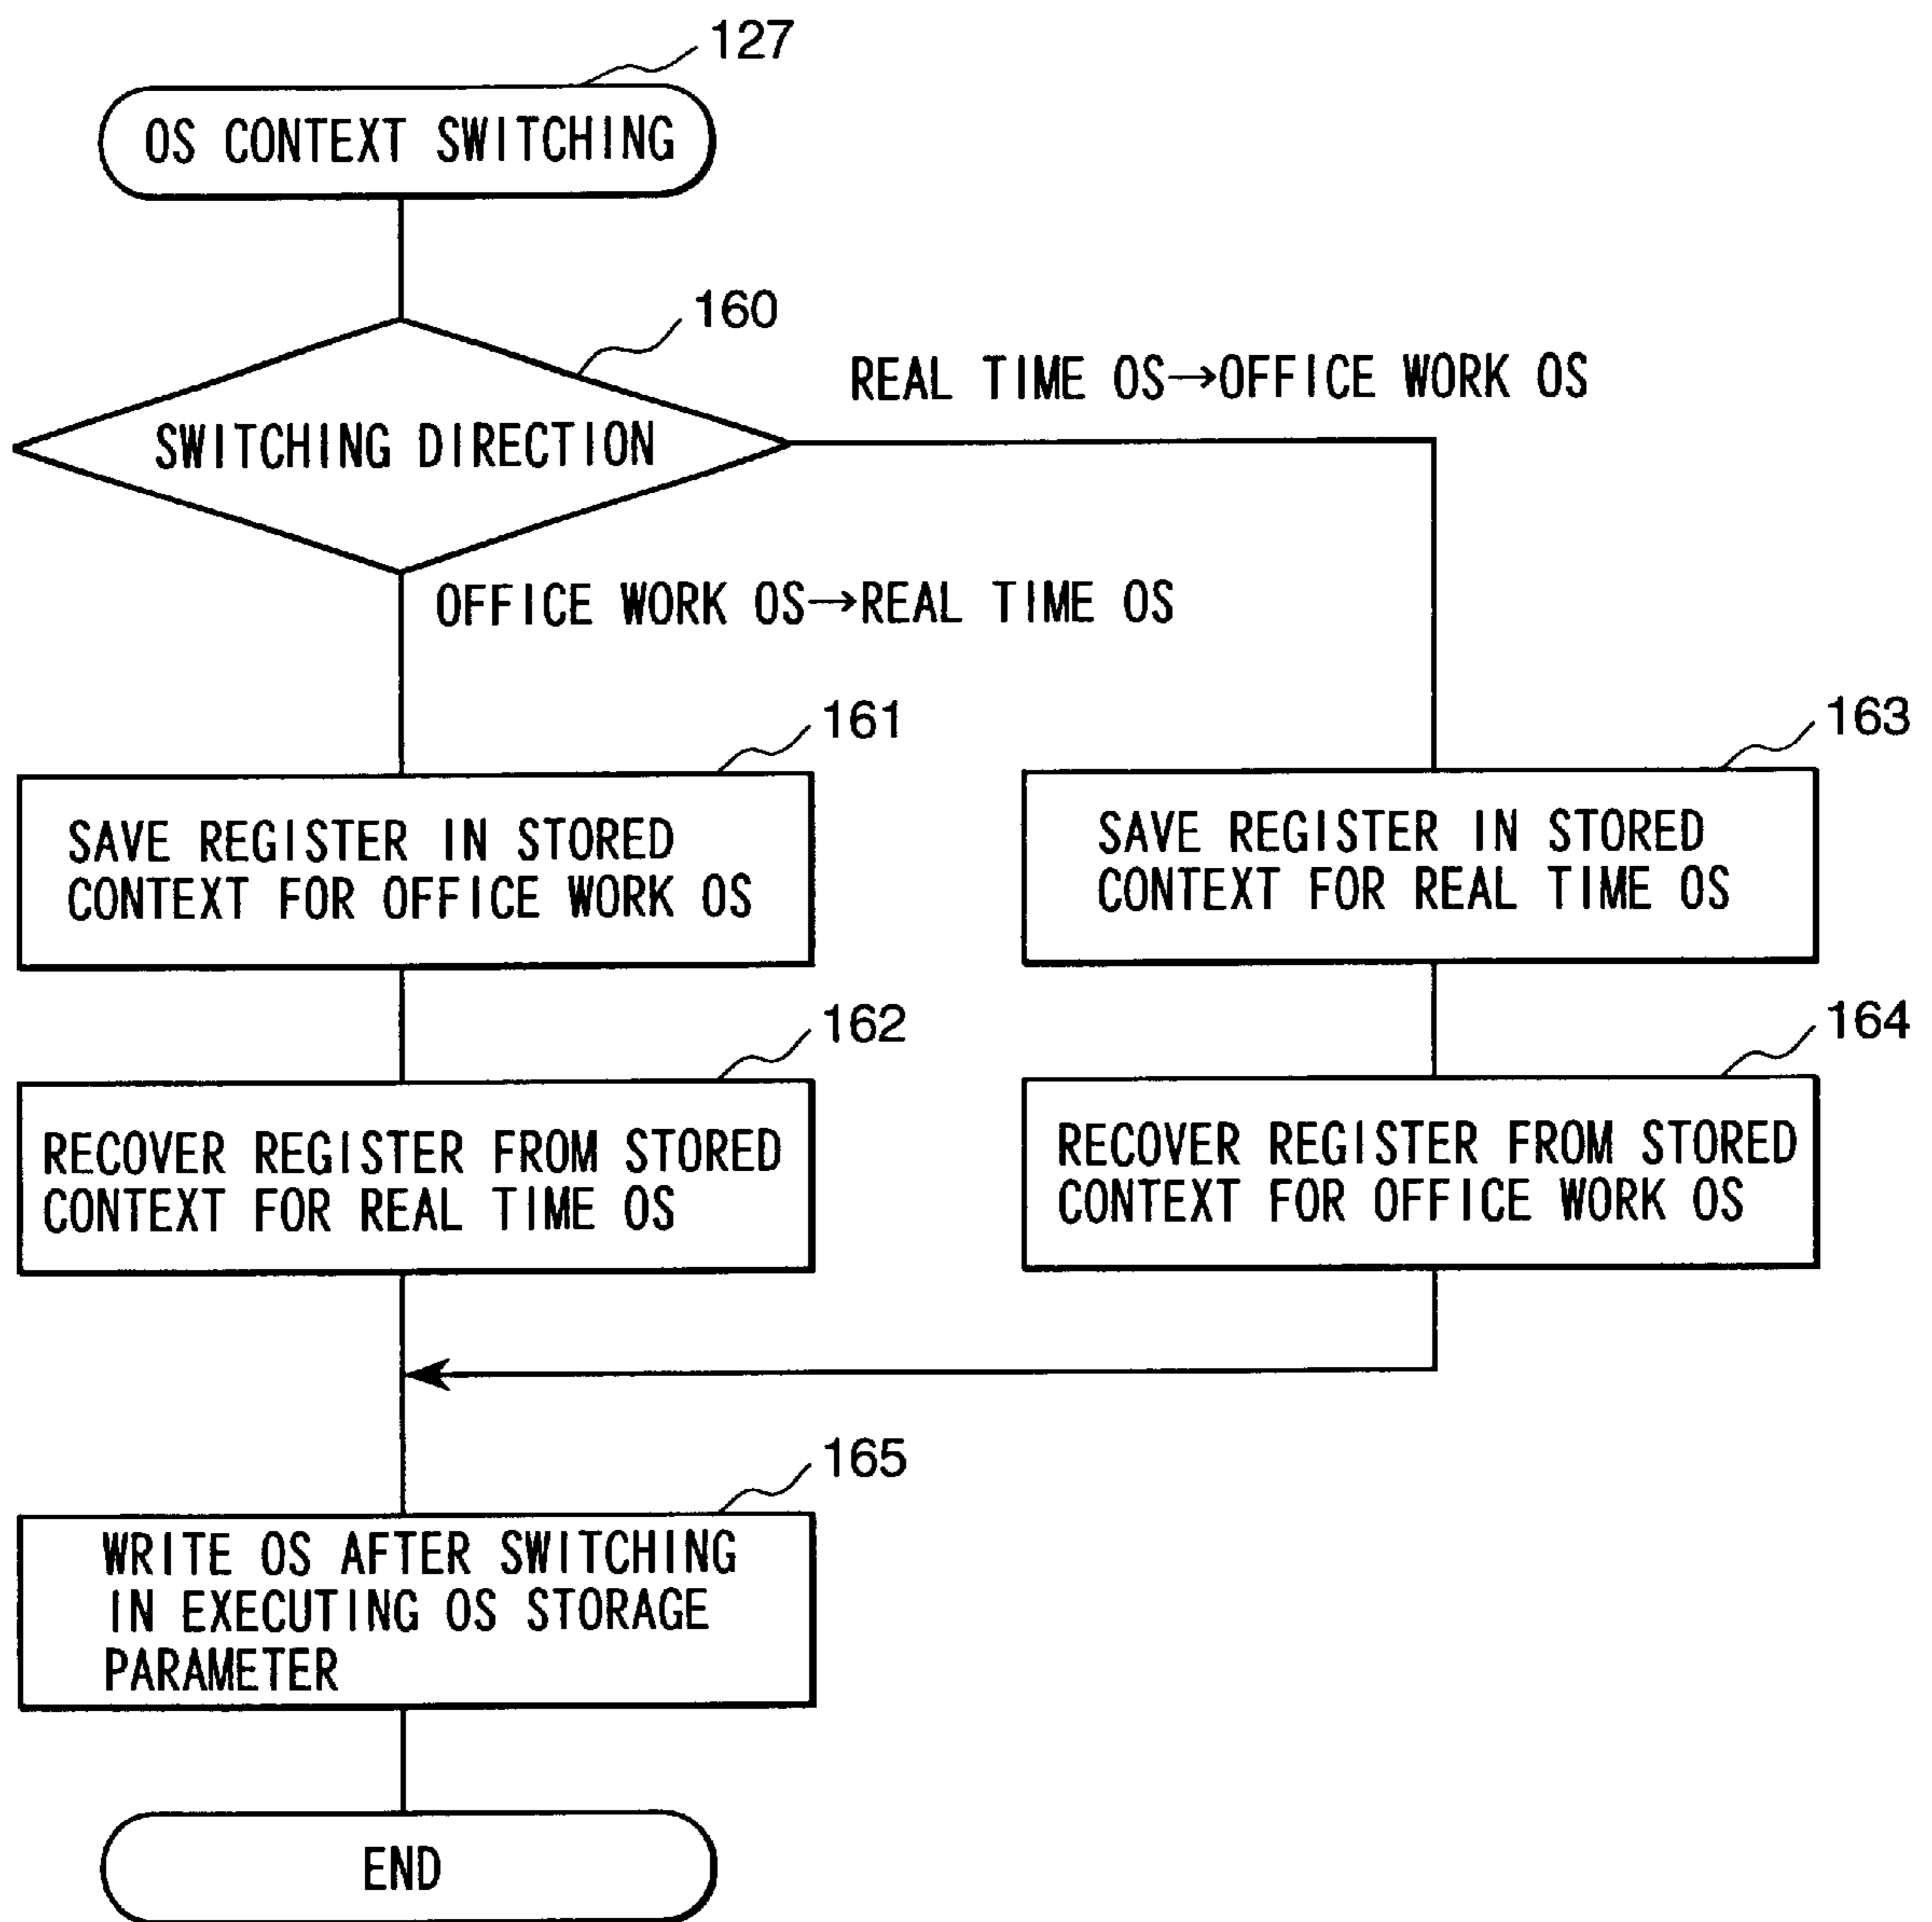 127
OS CONTEXT SWITCHING
160
REAL TIME OS→OFFICE WORK OS
SWITCHING DIRECTION
OFFICE WORK OS→REAL TIME OS
161
SAVE REGISTER IN STORED
CONTEXT FOR OFFICE WORK OS
163
SAVE REGISTER IN STORED
CONTEXT FOR REAL TIME OS
162
RECOVER REGISTER FROM STORED
CONTEXT FOR REAL TIME OS
164
RECOVER REGISTER FROM STORED
CONTEXT FOR OFFICE WORK OS
165
WRITE OS AFTER SWITCHING
IN EXECUTING OS STORAGE
PARAMETER
END